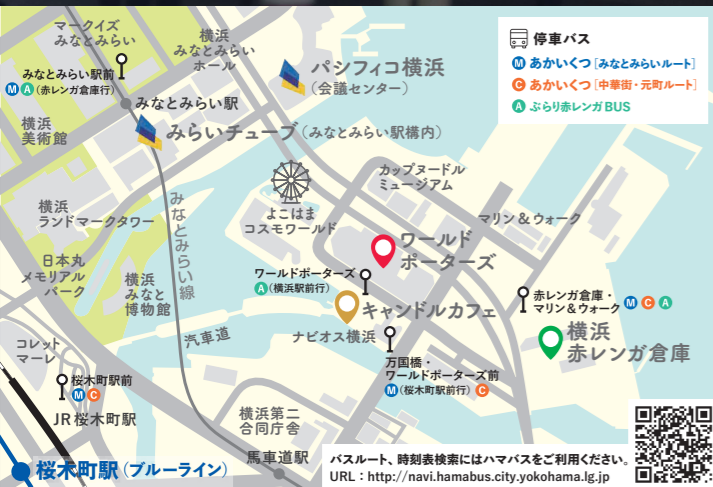 マークイズ
みなとみらい
横浜
みなとみらい
ホール
パシフィコ横浜
(会議センター)
停車バス
M あかいくつ [みなとみらいルート]
C あかいくつ [中華街・元町ルート]
A ぶらり赤レンガBUS
みなとみらい駅前
M A (赤レンガ倉庫行)
みなとみらい駅
横浜
美術館
みらいチューブ(みなとみらい駅構内)
カップヌードル
ミュージアム
横浜
ランドマークタワー
みなとみらい線
よこはま
コスモワールド
マリン&ウォーク
ワールド
ポーターズ
日本丸
メモリアル
パーク
横浜
みなと
博物館
ワールドポーターズ
A (横浜駅前行)
キャンドルカフェ
赤レンガ倉庫・
マリン&ウォーク M C A
横浜
赤レンガ倉庫
汽車道
ナビオス横浜
コレット
マーレ
万国橋・
ワールドポーターズ前
M (桜木町駅前行) C
桜木町駅前
M C
JR桜木町駅
横浜第二
合同庁舎
馬車道駅
桜木町駅(ブルーライン)
バスルート、時刻表検索にはハマバスをご利用ください。
URL:http://navi.hamabus.city.yokohama.lg.jp